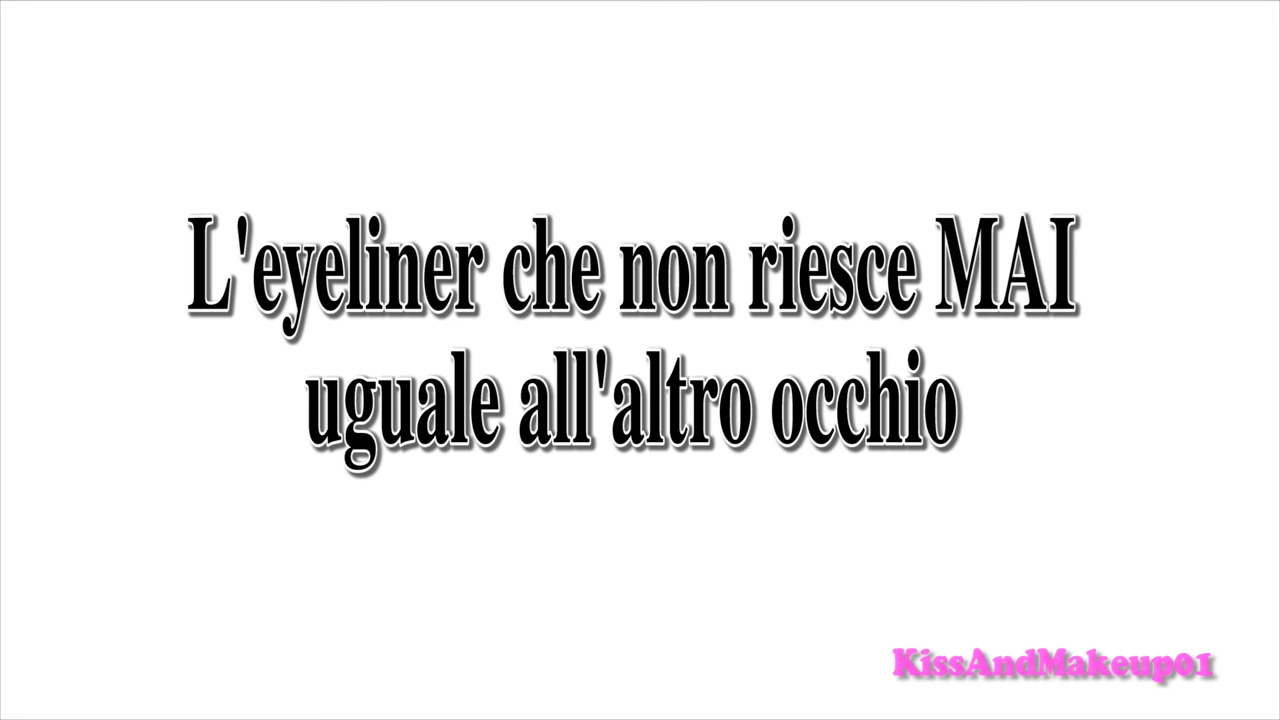 L'eyeliner che non riesce MAI
uguale all'altro occhio
KissAndMakeup01